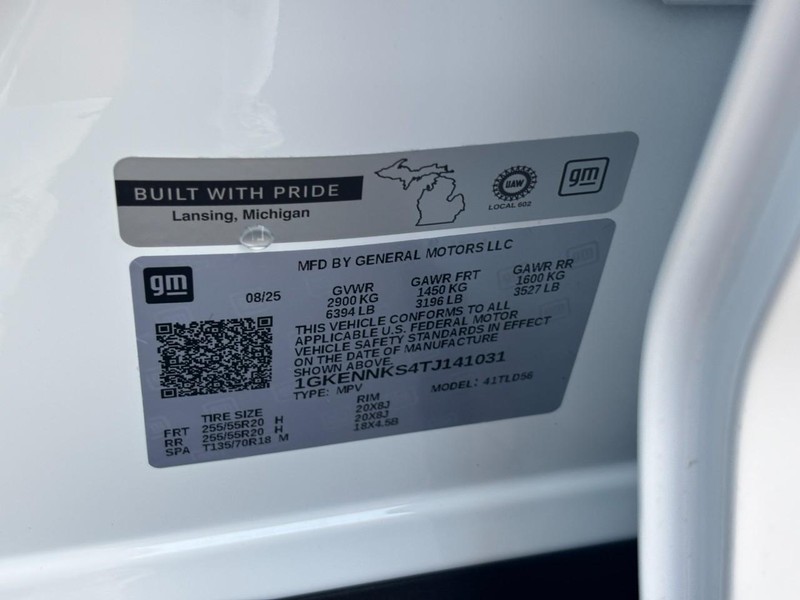 BUILT WITH PRIDE
Lansing, Michigan
UAW
LOCAL 602
gm
gm
MFD BY GENERAL MOTORS LLC
08/25
GVWR GAWR FRT GAWR RR
2900 KG 1450 KG 1600 KG
6394 LB 3196 LB 3527 LB
THIS VEHICLE CONFORMS TO ALL
APPLICABLE U.S. FEDERAL MOTOR
VEHICLE SAFETY STANDARDS IN EFFECT
ON THE DATE OF MANUFACTURE
SHOWN ABOVE.
1GKENNKS4TJ141031
TYPE: MPV MODEL: 41TLD56
TIRE SIZE RIM
FRT 255/55R20 H 20X8J
RR 255/55R20 H 20X8J
SPA T135/70R18 M 18X4.5B